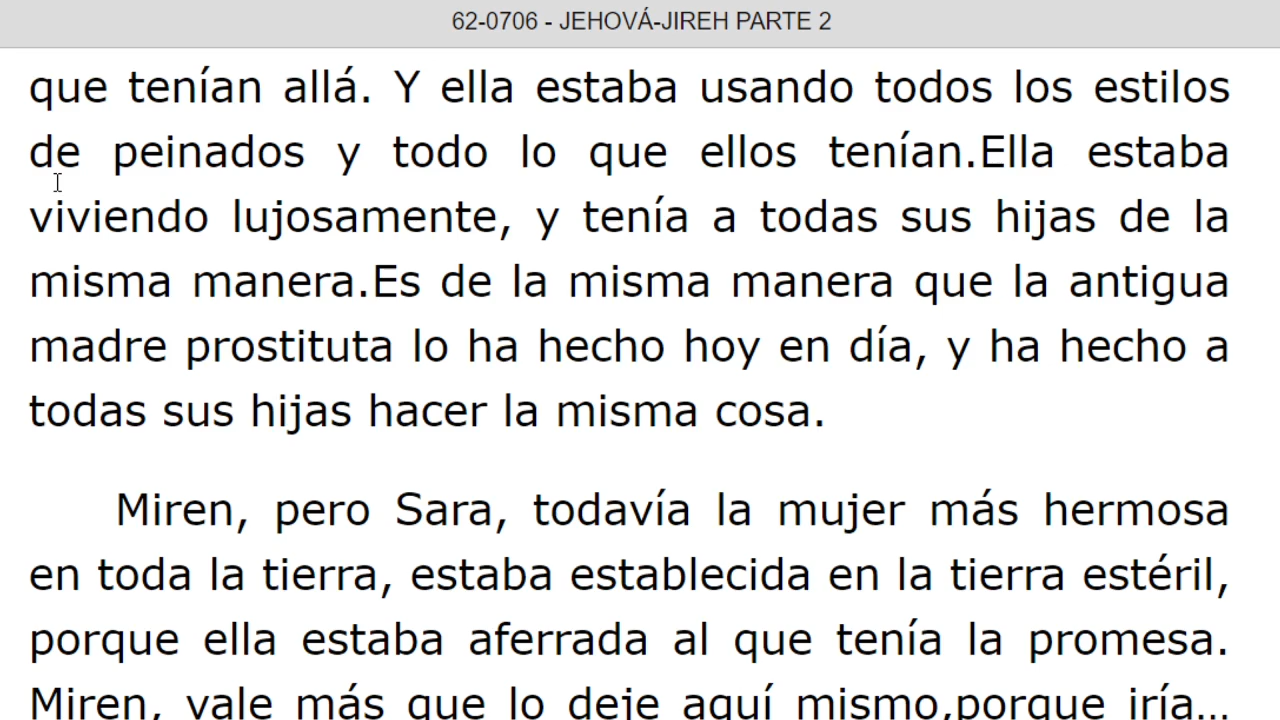 62-0706 - JEHOVÁ-JIREH PARTE 2
que tenían allá. Y ella estaba usando todos los estilos
de peinados y todo lo que ellos tenían.Ella estaba
viviendo lujosamente, y tenía a todas sus hijas de la
misma manera.Es de la misma manera que la antigua
madre prostituta lo ha hecho hoy en día, y ha hecho a
todas sus hijas hacer la misma cosa.
Miren, pero Sara, todavía la mujer más hermosa
en toda la tierra, estaba establecida en la tierra estéril,
porque ella estaba aferrada al que tenía la promesa.
Miren, vale más que lo deje aquí mismo,porque iría...